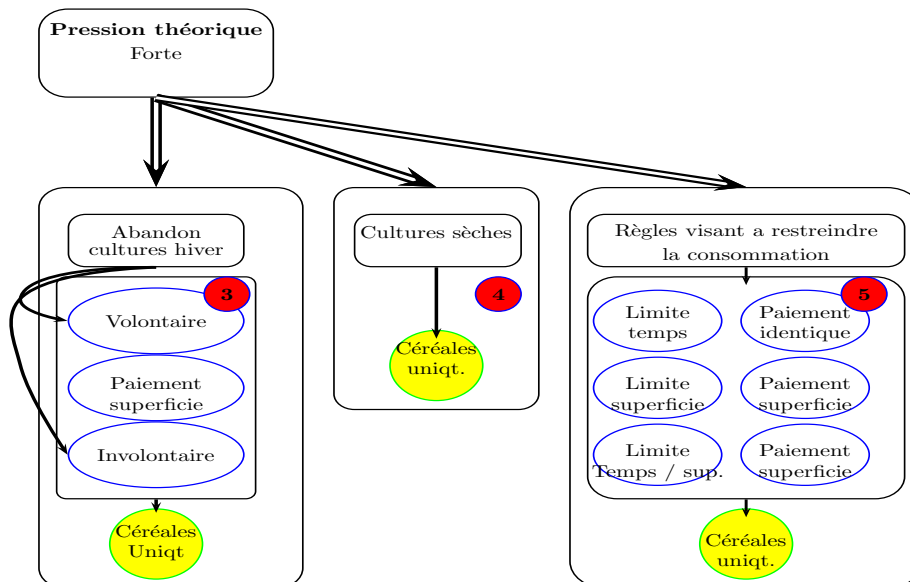 Pression théorique
Forte
Abandon
cultures hiver
3
Volontaire
Paiement
superficie
Involontaire
Céréales
Uniqt
Cultures sèches
4
Céréales
uniqt.
Règles visant a restreindre
la consommation
5
Limite
temps
Paiement
identique
Limite
superficie
Paiement
superficie
Limite
Temps / sup.
Paiement
superficie
Céréales
uniqt.